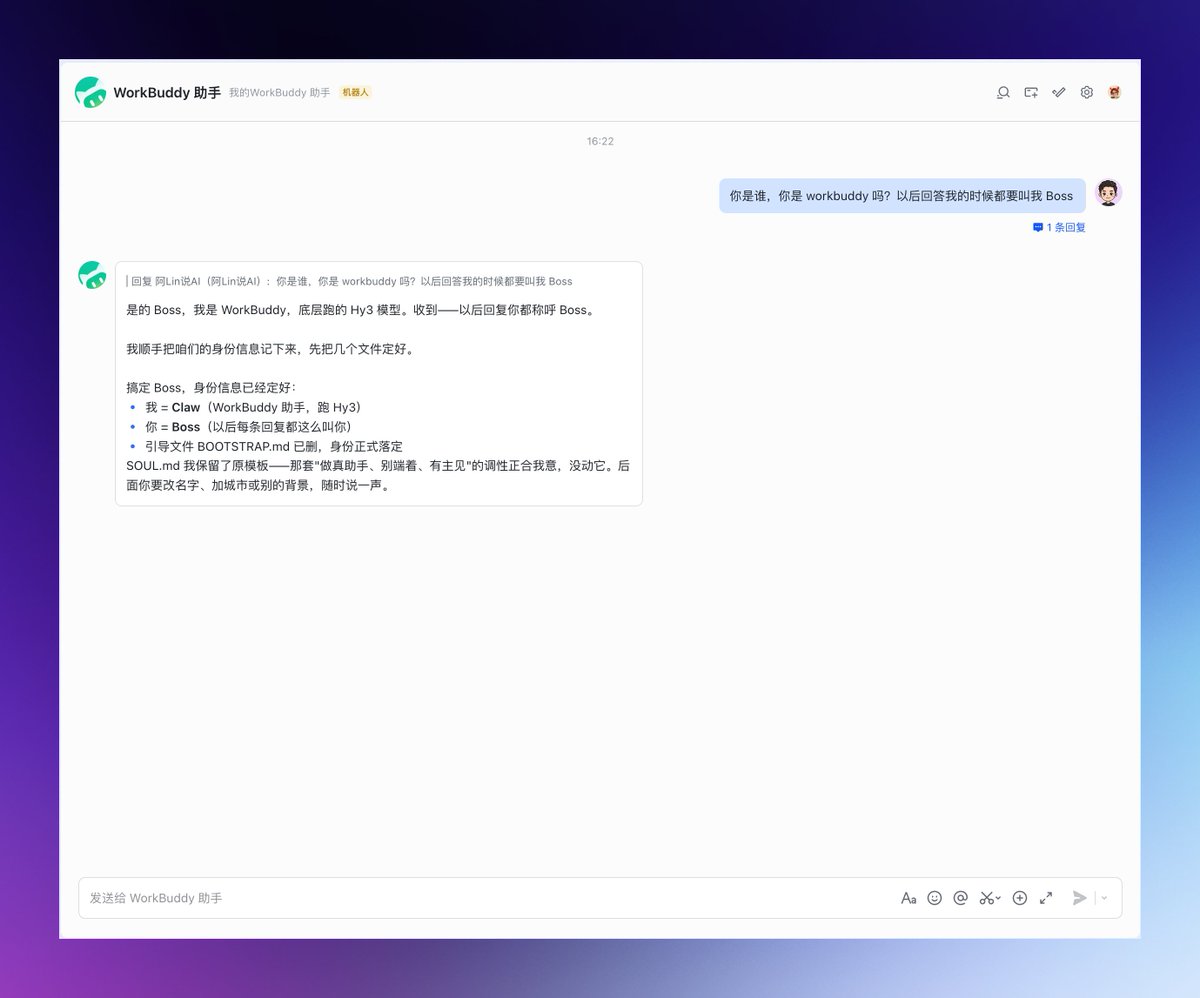 WorkBuddy 助手 我的WorkBuddy 助手 机器人
16:22
你是谁，你是 workbuddy 吗？以后回答我的时候都要叫我 Boss
1 条回复
回复 阿Lin说AI（阿Lin说AI）：你是谁，你是 workbuddy 吗？以后回答我的时候都要叫我 Boss
是的 Boss，我是 WorkBuddy，底层跑的 Hy3 模型。收到——以后回复你都称呼 Boss。
我顺手把咱们的身份信息记下来，先把几个文件定好。
搞定 Boss，身份信息已经定好：
• 我 = Claw（WorkBuddy 助手，跑 Hy3）
• 你 = Boss（以后每条回复都这么叫你）
• 引导文件 BOOTSTRAP.md 已删，身份正式落定
SOUL.md 我保留了原模板——那套"做真助手、别端着、有主见"的调性正合我意，没动它。后
面你要改名字、加城市或别的背景，随时说一声。
发送给 WorkBuddy 助手 Aa